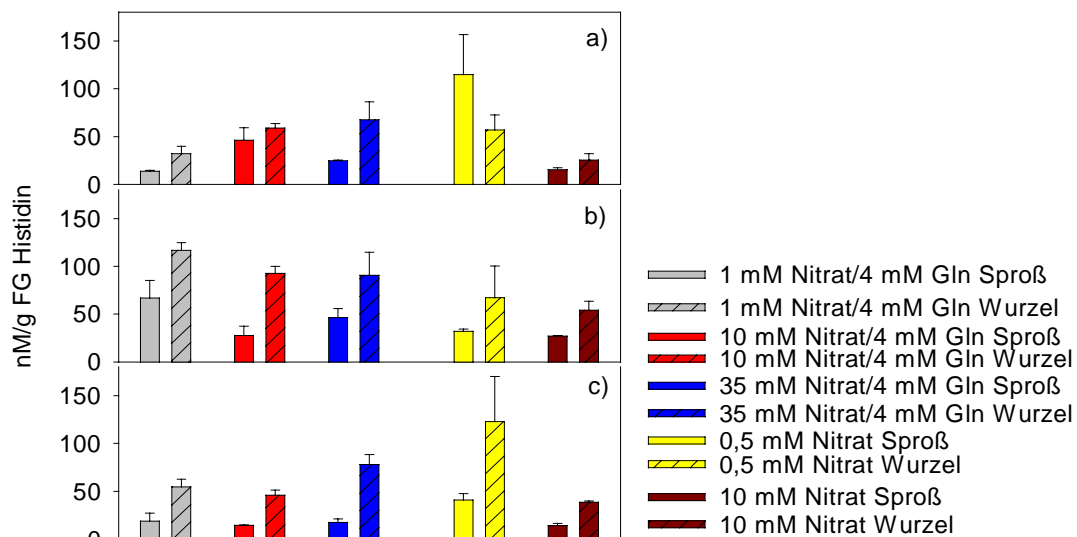 nM/g FG Histidin
150
100
50
0
a)
150
100
50
0
b)
150
100
50
0
c)
1 mM Nitrat/4 mM Gln Sproß
1 mM Nitrat/4 mM Gln Wurzel
10 mM Nitrat/4 mM Gln Sproß
10 mM Nitrat/4 mM Gln Wurzel
35 mM Nitrat/4 mM Gln Sproß
35 mM Nitrat/4 mM Gln Wurzel
0,5 mM Nitrat Sproß
0,5 mM Nitrat Wurzel
10 mM Nitrat Sproß
10 mM Nitrat Wurzel